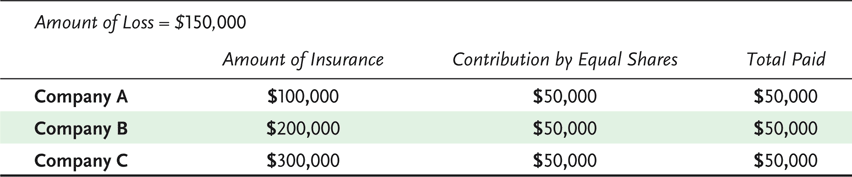 Amount of Loss = $150,000
Amount of Insurance Contribution by Equal Shares Total Paid
Company A $100,000 $50,000 $50,000
Company B $200,000 $50,000 $50,000
Company C $300,000 $50,000 $50,000